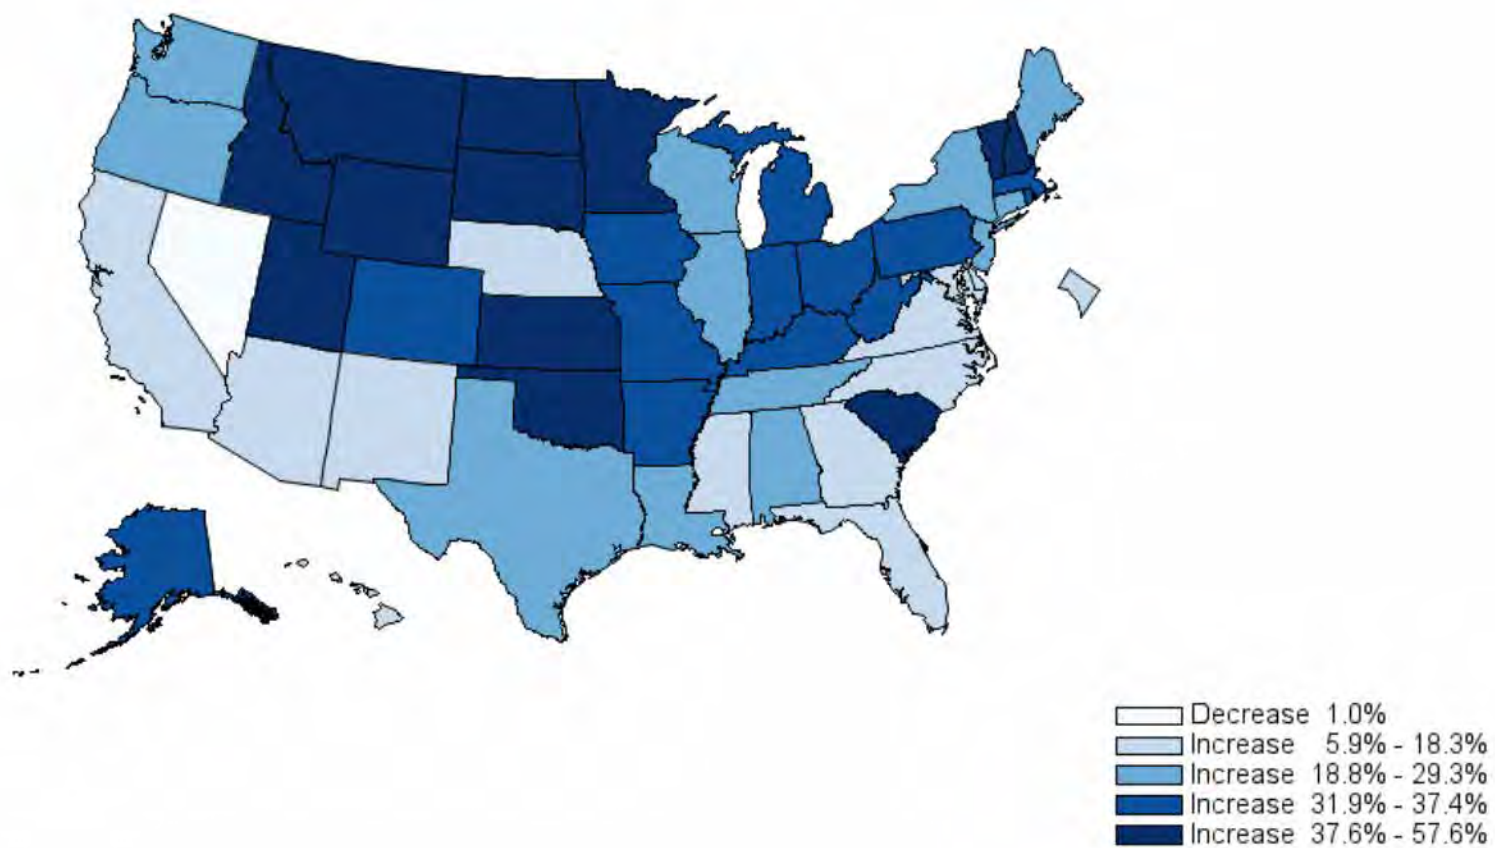 Decrease 1.0%
Increase 5.9% - 18.3%
Increase 18.8% - 29.3%
Increase 31.9% - 37.4%
Increase 37.6% - 57.6%